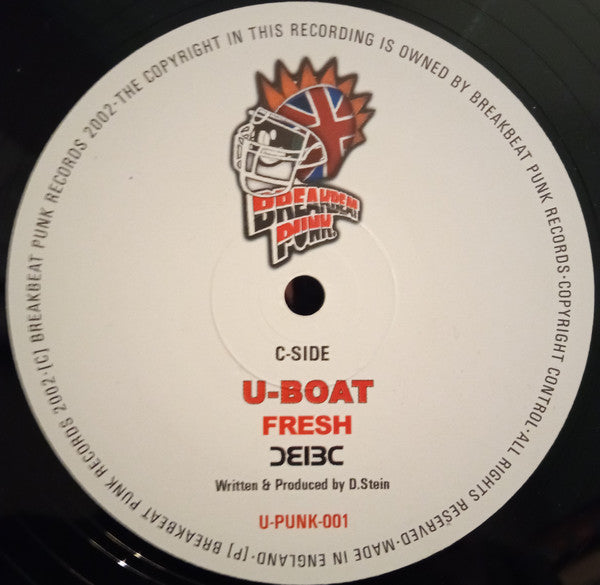 [P] BREAKBEAT PUNK RECORDS 2002·[C] BREAKBEAT PUNK RECORDS 2002·THE COPYRIGHT IN THIS RECORDING IS OWNED BY BREAKBEAT PUNK RECORDS·COPYRIGHT CONTROL·ALL RIGHTS RESERVED·MADE IN ENGLAND·
BREAKBEAT
PUNK
C-SIDE
U-BOAT
FRESH
Written & Produced by D.Stein
U-PUNK-001